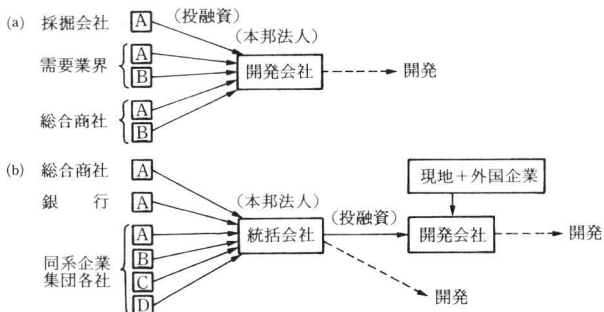 (a) 採掘会社 A (投融資)
(本邦法人)
需要業界 A
B
開発会社
開発
総合商社 A
B
(b) 総合商社 A
現地+外国企業
銀 行 A
(本邦法人)
(投融資)
同系企業
集団各社
A
B
C
D
統括会社
開発会社
開発
開発